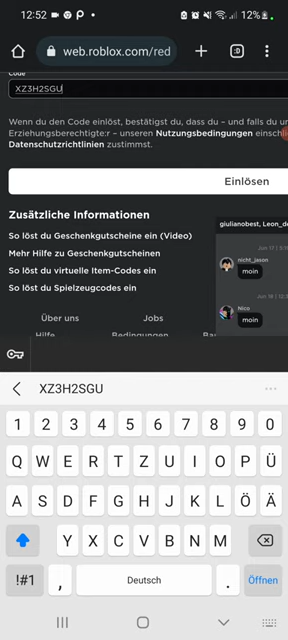 12:52
12%
web.roblox.com/red
:D
Code
XZ3H2SGU
Wenn du den Code einlöst, bestätigst du, dass du – und falls du un
Erziehungsberechtigte:r – unseren Nutzungsbedingungen einschli
Datenschutzrichtlinien zustimmst.
Einlösen
Zusätzliche Informationen
So löst du Geschenkgutscheine ein (Video)
Mehr Hilfe zu Geschenkgutscheinen
So löst du virtuelle Item-Codes ein
So löst du Spielzeugcodes ein
giulianobest, Leon_de
nicht_jason
moin
Nico
moin
Über uns Jobs
Hilfe Bedingungen
XZ3H2SGU
1 2 3 4 5 6 7 8 9 0
Q W E R T Z U I O P Ü
A S D F G H J K L Ö Ä
Y X C V B N M
!#1 , Deutsch . Öffnen